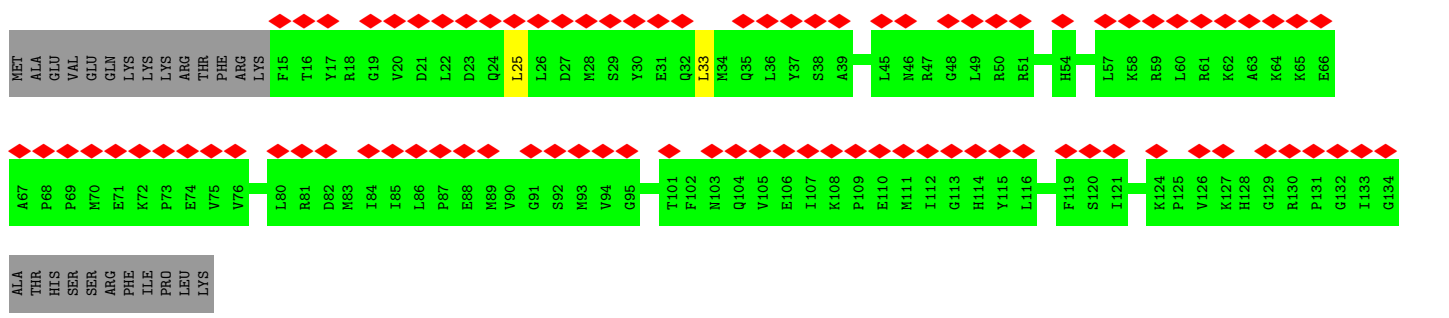 MET ALA GLU VAL GLU GLN LYS LYS LYS ARG THR PHE ARG LYS F15 T16 Y17 R18 G19 V20 D21 L22 D23 Q24 L25 L26 D27 M28 S29 Y30 E31 Q32 L33 M34 Q35 L36 Y37 S38 A39 L45 N46 R47 G48 L49 R50 R51 H54 L57 K58 R59 L60 R61 K62 A63 K64 K65 E66
A67 P68 P69 M70 E71 K72 P73 E74 V75 V76 L80 R81 D82 M83 I84 I85 L86 P87 E88 M89 V90 G91 S92 M93 V94 G95 T101 F102 N103 Q104 V105 E106 I107 K108 P109 E110 M111 I112 G113 H114 Y115 L116 F119 S120 I121 K124 P125 V126 K127 H128 G129 R130 P131 G132 I133 G134
ALA THR HIS SER SER ARG PHE ILE PRO LEU LYS